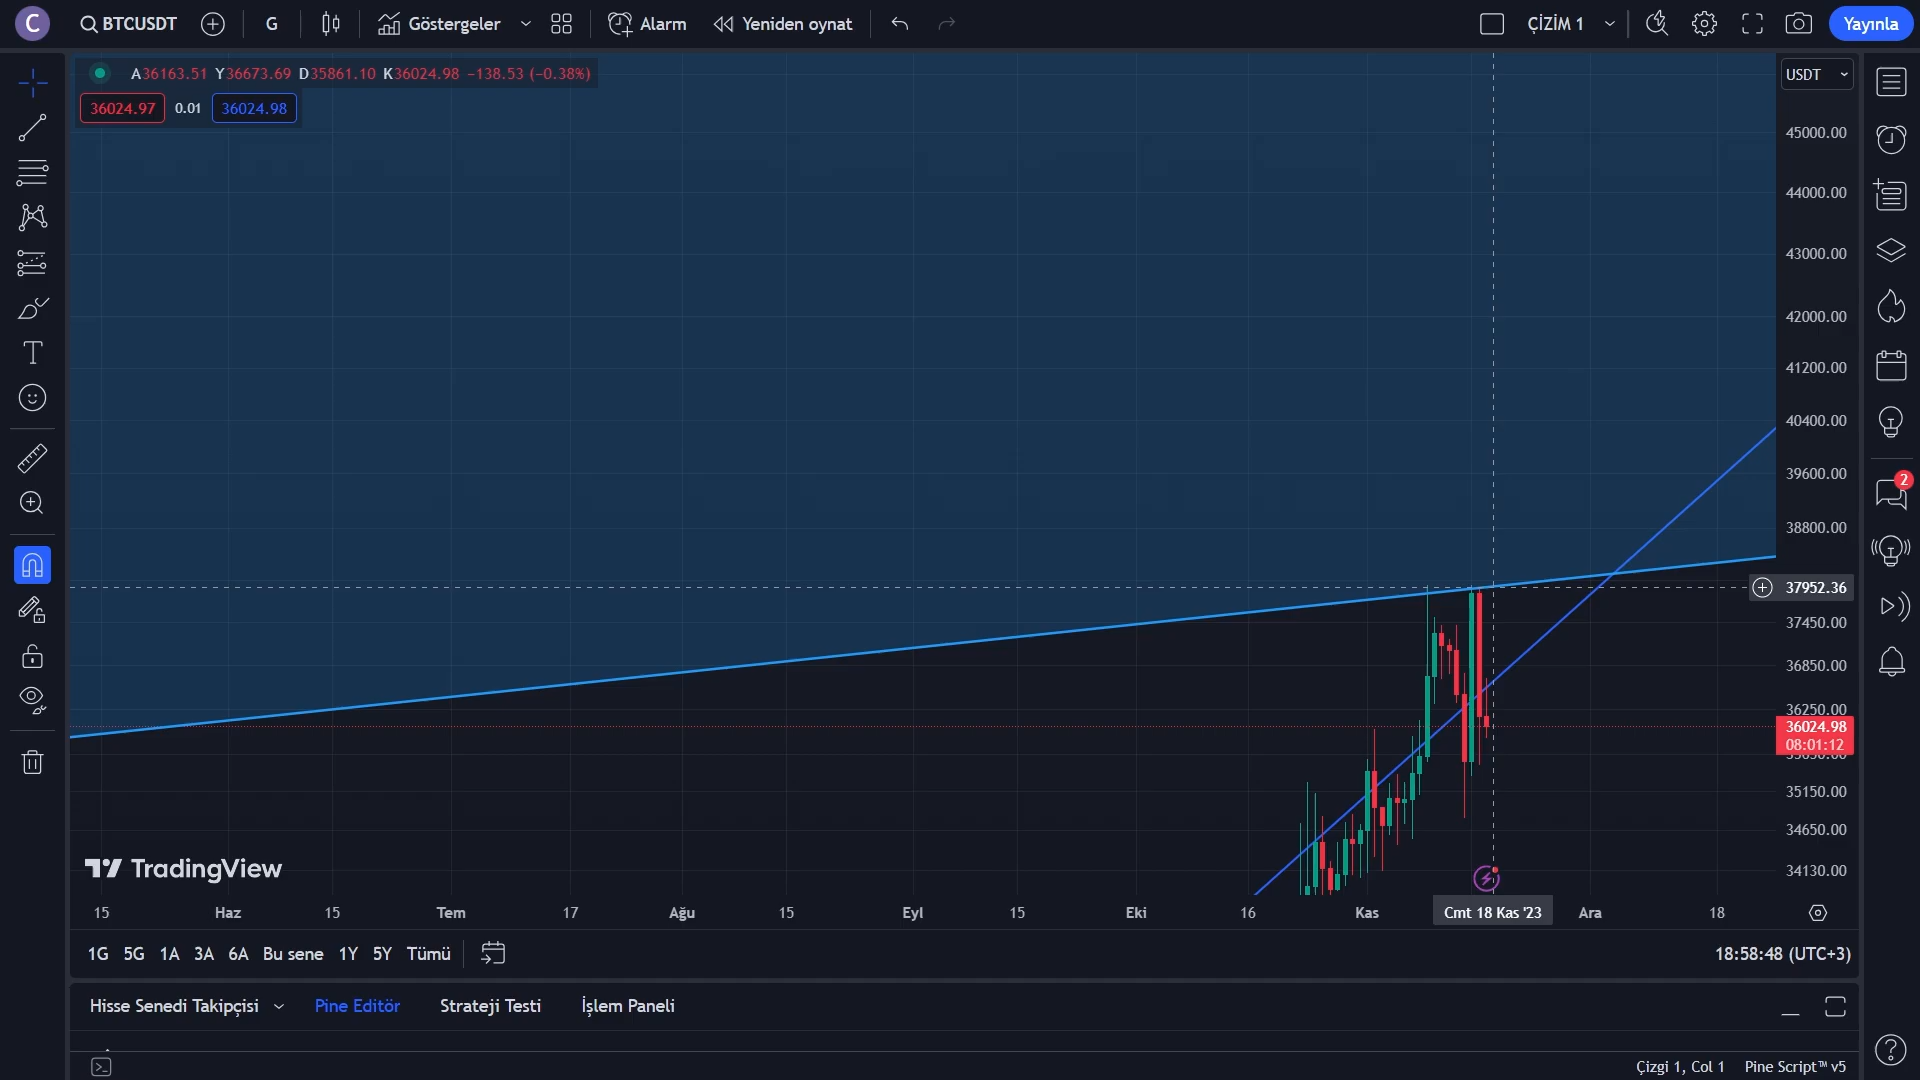 C BTCUSDT G Göstergeler Alarm Yeniden oynat ÇİZİM 1 Yayınla
A36163.51 Y36673.69 D35861.10 K36024.98 −138.53 (−0.38%)
USDT
36024.97 0.01 36024.98
45000.00
44000.00
43000.00
42000.00
41200.00
40400.00
39600.00
2
38800.00
37952.36
37450.00
36850.00
36250.00
36024.98
08:01:12
35150.00
34650.00
34130.00
TradingView
15 Haz 15 Tem 17 Ağu 15 Eyl 15 Eki 16 Kas Cmt 18 Kas '23 Ara 18
1G 5G 1A 3A 6A Bu sene 1Y 5Y Tümü 18:58:48 (UTC+3)
Hisse Senedi Takipçisi Pine Editör Strateji Testi İşlem Paneli
Çizgi 1, Col 1 Pine Script™ v5